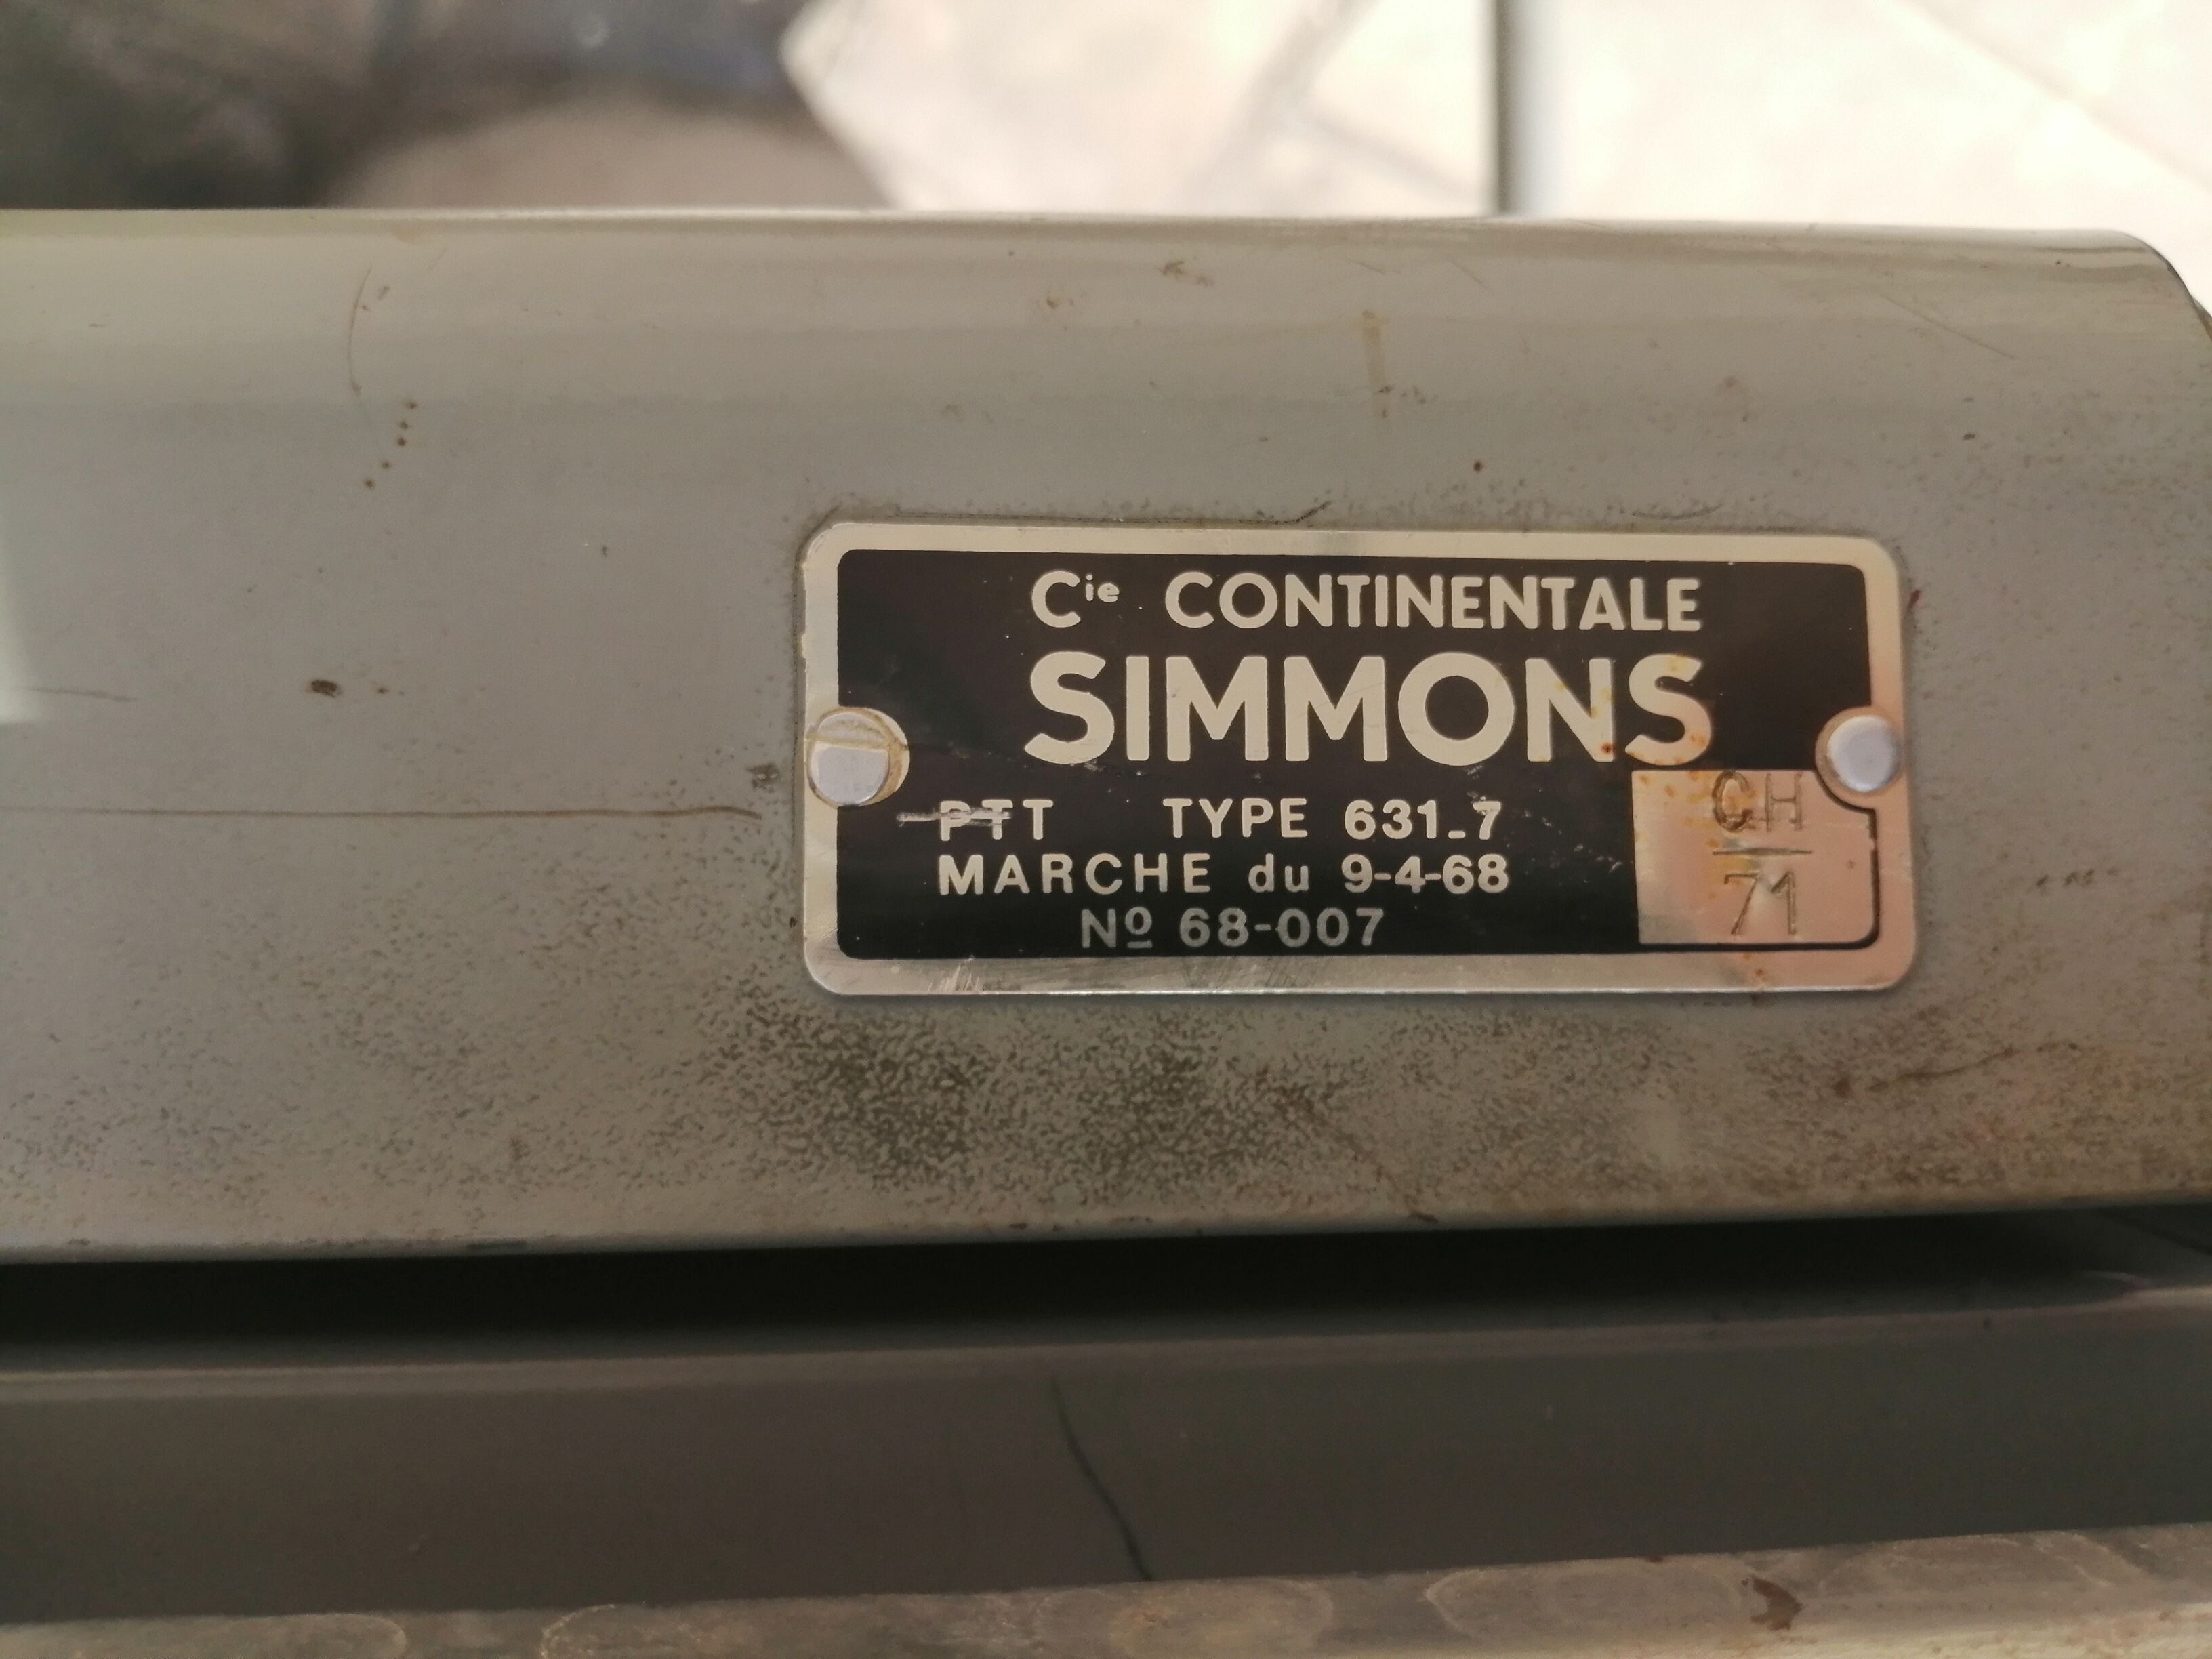 Cie CONTINENTALE
SIMMONS
PTT TYPE 631-7
MARCHE du 9-4-68
Nº 68-007
CH
71